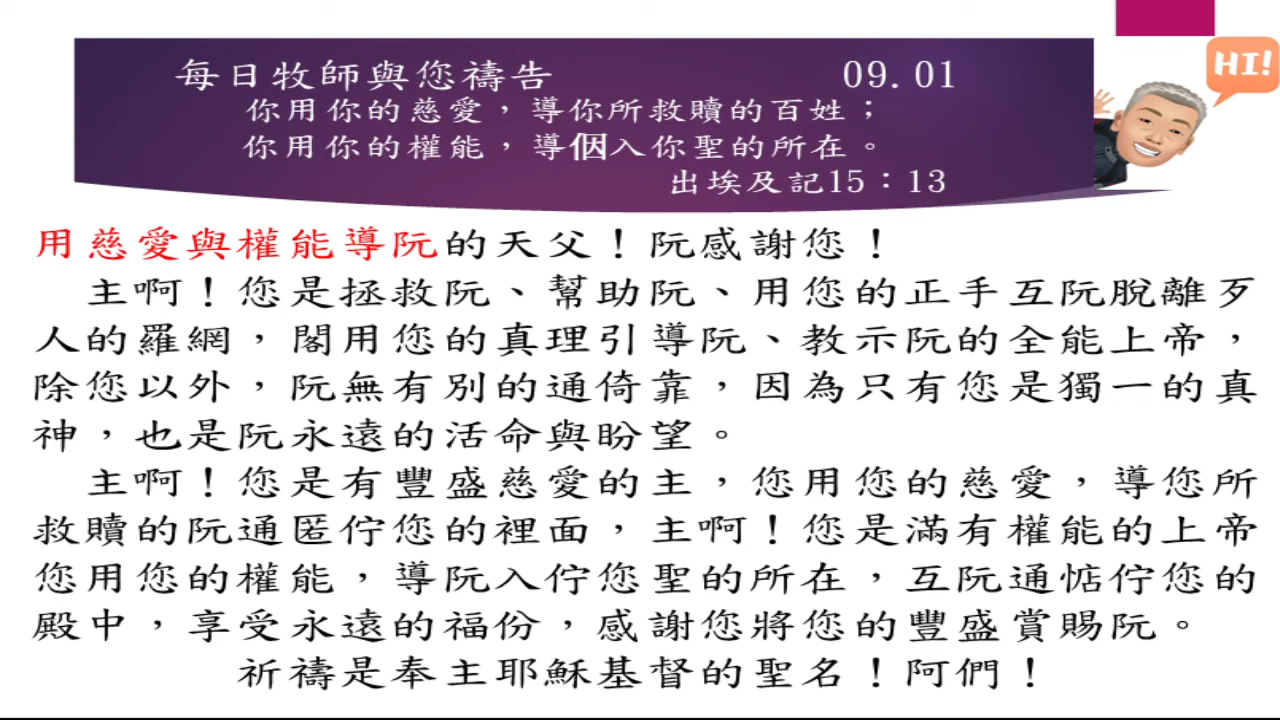 每日牧師與您禱告 09.01
你用你的慈愛，導你所救贖的百姓；
你用你的權能，導𪜶入你聖的所在。
出埃及記15：13
HI!
用慈愛與權能導阮的天父！阮感謝您！
主啊！您是拯救阮、幫助阮、用您的正手互阮脫離歹
人的羅網，閣用您的真理引導阮、教示阮的全能上帝，
除您以外，阮無有別的通倚靠，因為只有您是獨一的真
神，也是阮永遠的活命與盼望。
主啊！您是有豐盛慈愛的主，您用您的慈愛，導您所
救贖的阮通匿佇您的裡面，主啊！您是滿有權能的上帝
您用您的權能，導阮入佇您聖的所在，互阮通惦佇您的
殿中，享受永遠的福份，感謝您將您的豐盛賞賜阮。
祈禱是奉主耶穌基督的聖名！阿們！